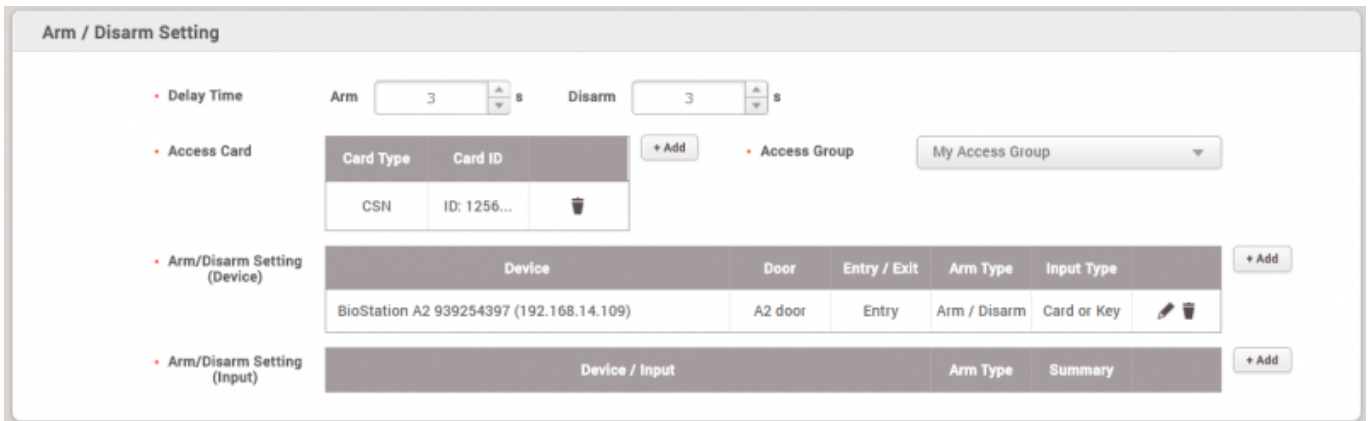 Arm / Disarm Setting
• Delay Time Arm 3 s Disarm 3 s
• Access Card Card Type Card ID + Add • Access Group My Access Group
CSN ID: 1256...
• Arm/Disarm Setting (Device) Device Door Entry / Exit Arm Type Input Type + Add
BioStation A2 939254397 (192.168.14.109) A2 door Entry Arm / Disarm Card or Key
• Arm/Disarm Setting (Input) Device / Input Arm Type Summary + Add